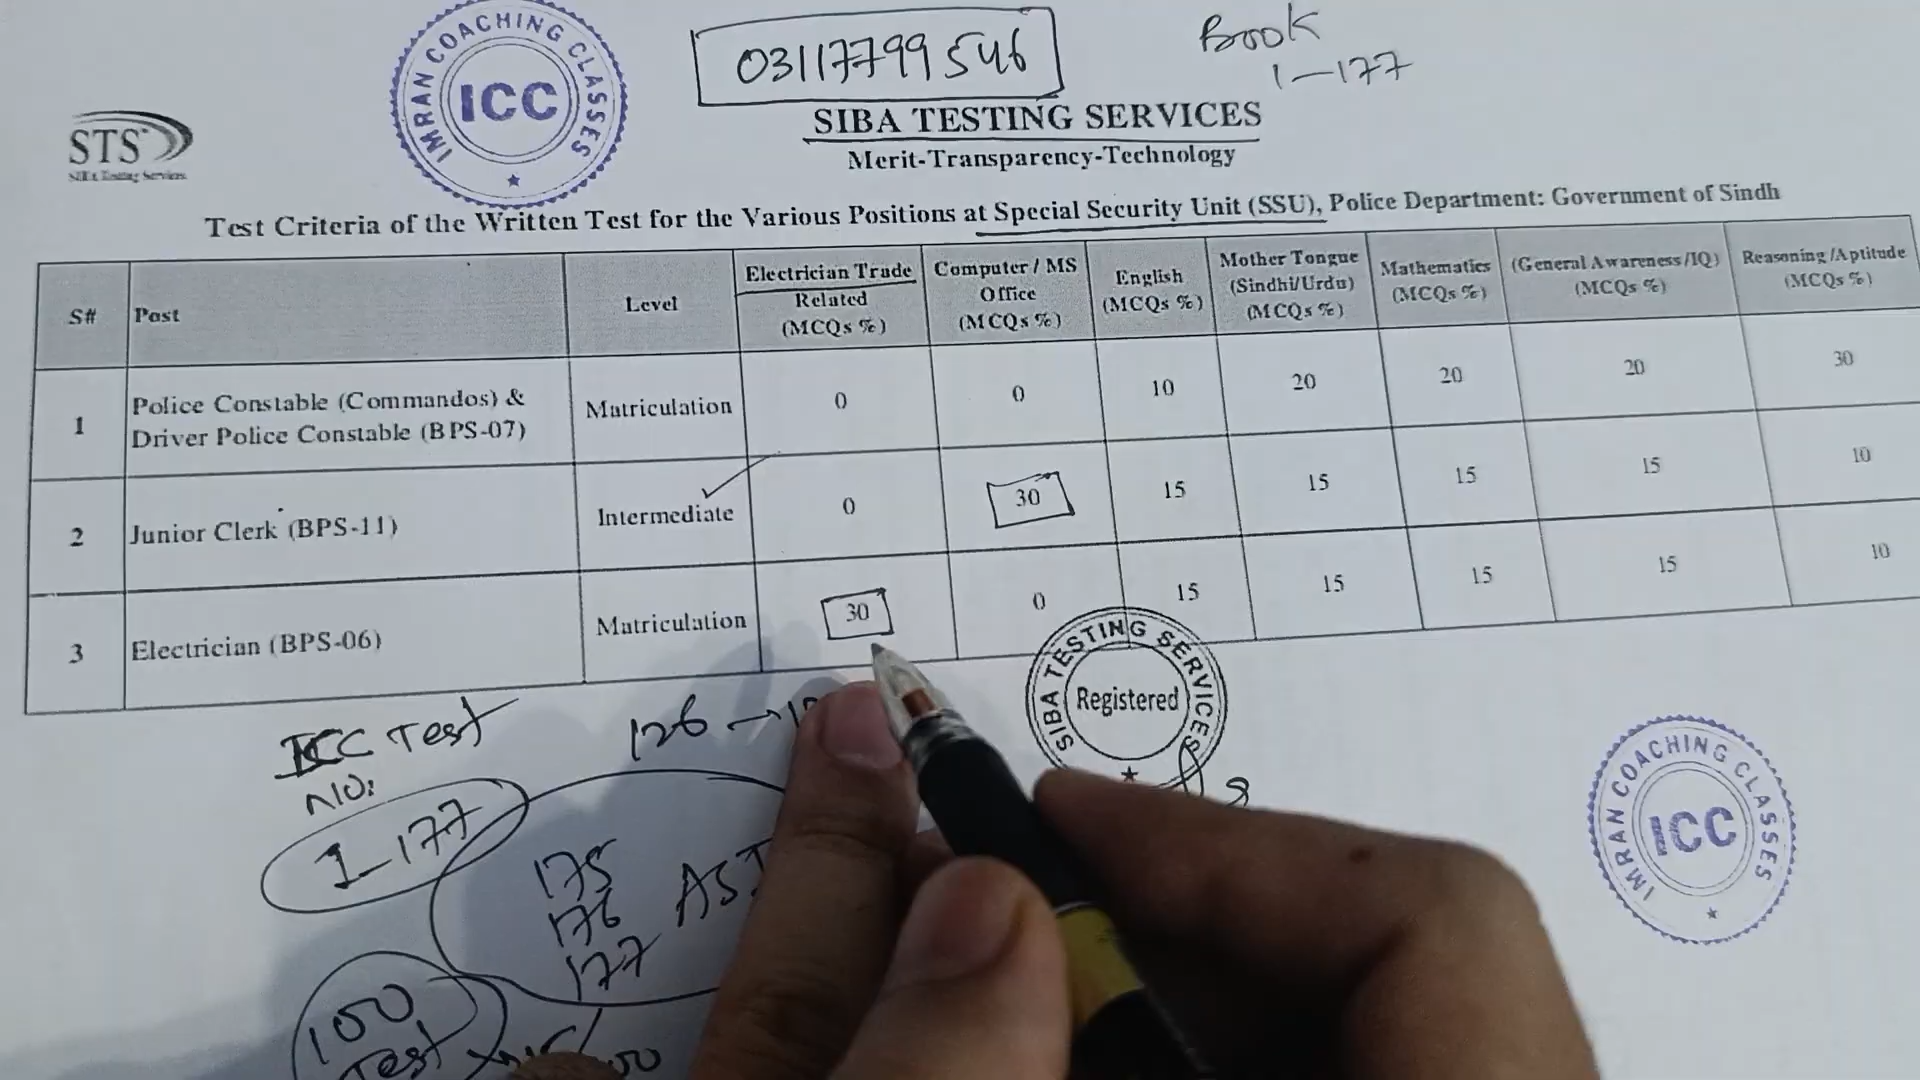 IMRAN COACHING CLASSES
ICC
03117799546
Book
1-177
STS
SIBA Testing Services
SIBA TESTING SERVICES
Merit-Transparency-Technology
Test Criteria of the Written Test for the Various Positions at Special Security Unit (SSU), Police Department: Government of Sindh
S# Post Level Electrician Trade Related (MCQs %) Computer / MS Office (MCQs %) English (MCQs %) Mother Tongue (Sindhi/Urdu) (MCQs %) Mathematics (MCQs %) (General Awareness/IQ) (MCQs %) Reasoning /Aptitude (MCQs %)
1 Police Constable (Commandos) & Driver Police Constable (BPS-07) Matriculation 0 0 10 20 20 20 30
2 Junior Clerk (BPS-11) Intermediate 0 30 15 15 15 15 10
3 Electrician (BPS-06) Matriculation 30 0 15 15 15 15 10
ICC Test
NO:
1-177
126 →
175
176
177
ASI
100
Test
SIBA TESTING SERVICES
Registered
IMRAN COACHING CLASSES
ICC